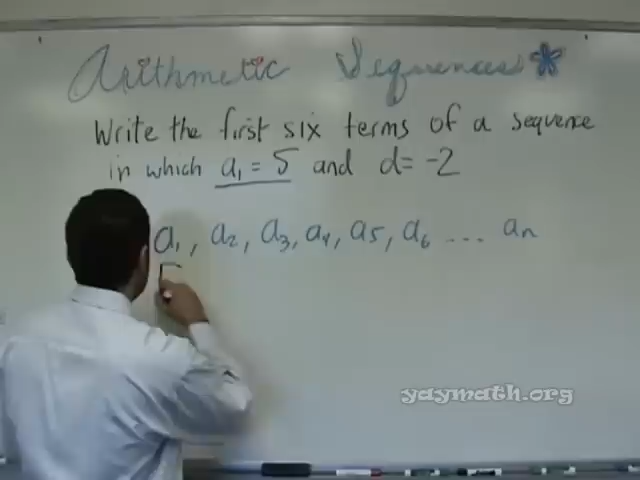 Arithmetic Sequences*
Write the first six terms of a sequence
in which a₁ = 5 and d = -2
a₁, a₂, a₃, a₄, a₅, a₆ ... aₙ
5
yaymath.org